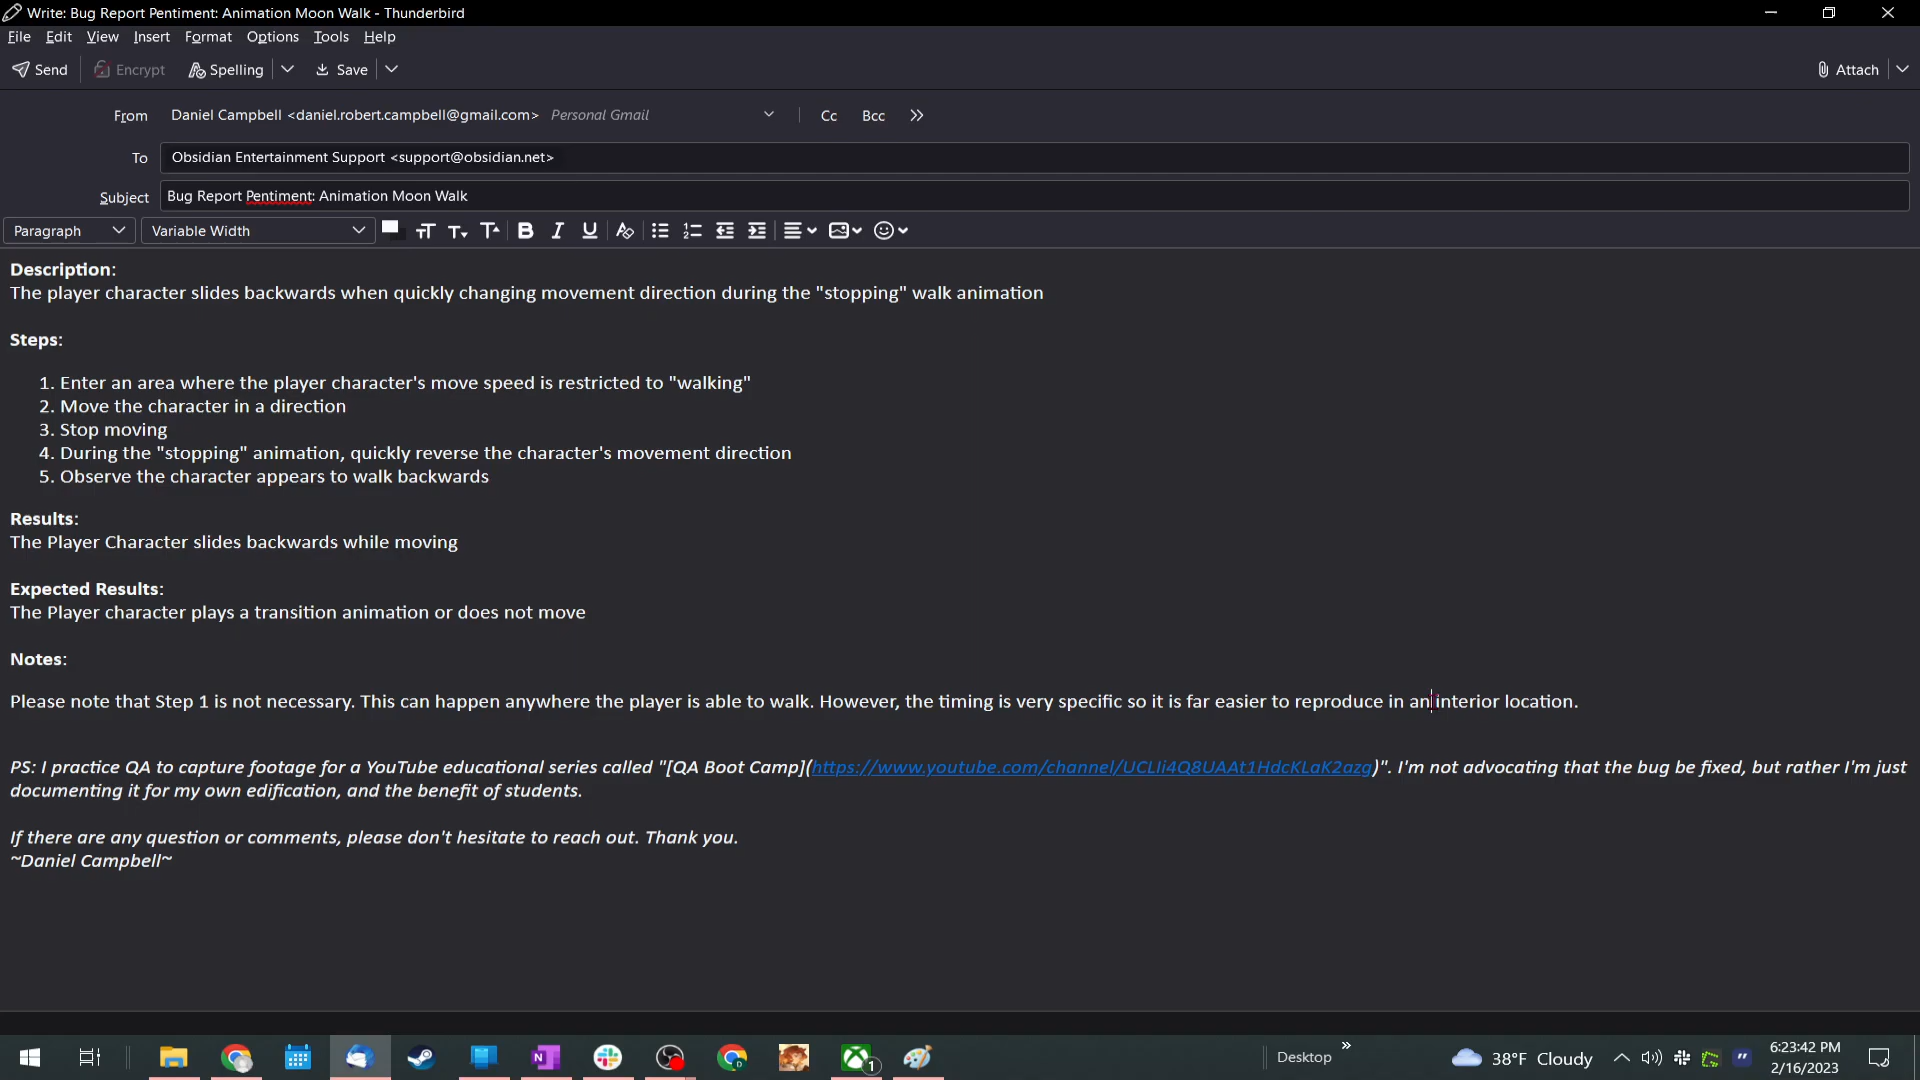 Write: Bug Report Pentiment: Animation Moon Walk - Thunderbird
File Edit View Insert Format Options Tools Help
Send Encrypt Spelling Save Attach
From Daniel Campbell <daniel.robert.campbell@gmail.com> Personal Gmail Cc Bcc
To Obsidian Entertainment Support <support@obsidian.net>
Subject Bug Report Pentiment: Animation Moon Walk
Paragraph Variable Width
Description:
The player character slides backwards when quickly changing movement direction during the "stopping" walk animation
Steps:
1. Enter an area where the player character's move speed is restricted to "walking"
2. Move the character in a direction
3. Stop moving
4. During the "stopping" animation, quickly reverse the character's movement direction
5. Observe the character appears to walk backwards
Results:
The Player Character slides backwards while moving
Expected Results:
The Player character plays a transition animation or does not move
Notes:
Please note that Step 1 is not necessary. This can happen anywhere the player is able to walk. However, the timing is very specific so it is far easier to reproduce in an interior location.
PS: I practice QA to capture footage for a YouTube educational series called "[QA Boot Camp](https://www.youtube.com/channel/UCLIi4Q8UAAt1HdcKLaK2azg)". I'm not advocating that the bug be fixed, but rather I'm just
documenting it for my own edification, and the benefit of students.
If there are any question or comments, please don't hesitate to reach out. Thank you.
~Daniel Campbell~
Desktop 38°F Cloudy 6:23:42 PM
2/16/2023